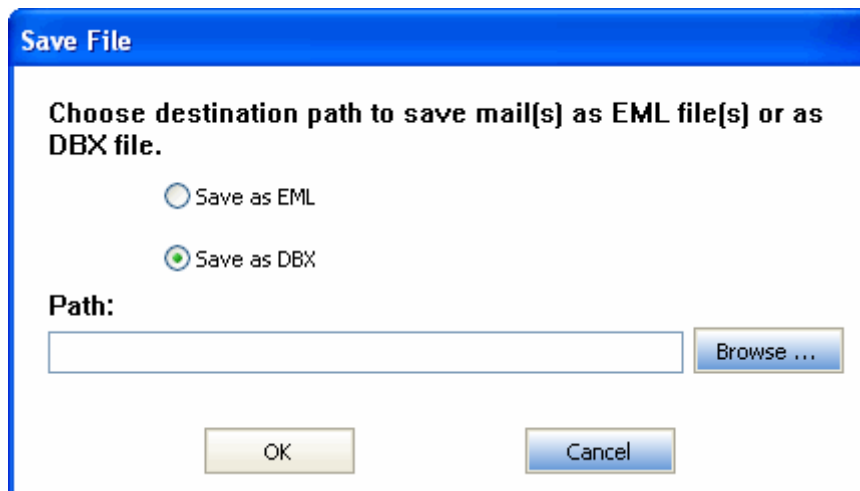 Save File
Choose destination path to save mail(s) as EML file(s) or as
DBX file.
Save as EML
Save as DBX
Path:
Browse ...
OK
Cancel